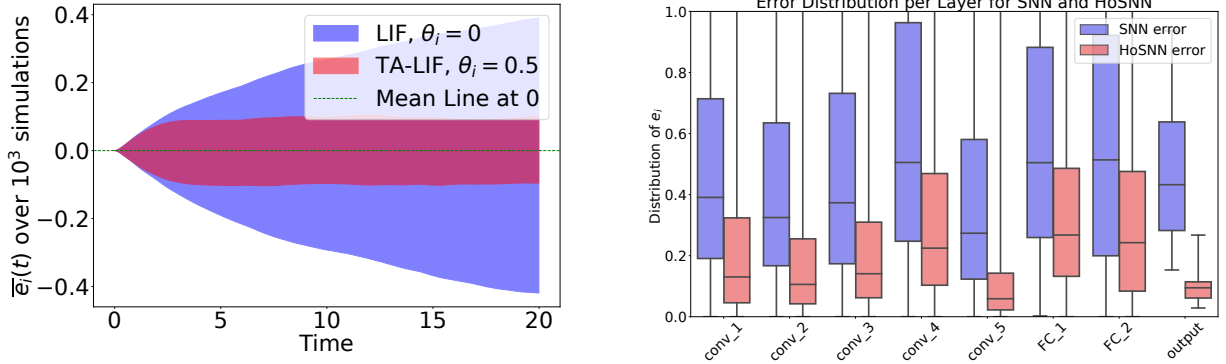 0.4
0.2
0.0
−0.2
−0.4
0
5
10
15
20
Time
e_i(t) over 10^3 simulations
LIF, θ_i = 0
TA-LIF, θ_i = 0.5
Mean Line at 0
Error Distribution per Layer for SNN and HoSNN
SNN error
HoSNN error
Distribution of e_i
1.0
0.8
0.6
0.4
0.2
0.0
conv_1
conv_2
conv_3
conv_4
conv_5
FC_1
FC_2
output